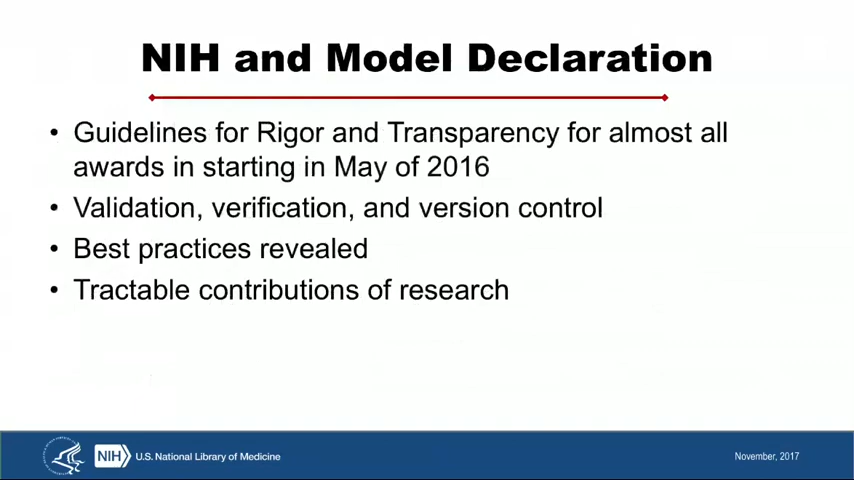 NIH and Model Declaration
• Guidelines for Rigor and Transparency for almost all
awards in starting in May of 2016
• Validation, verification, and version control
• Best practices revealed
• Tractable contributions of research
NIH U.S. National Library of Medicine
November, 2017